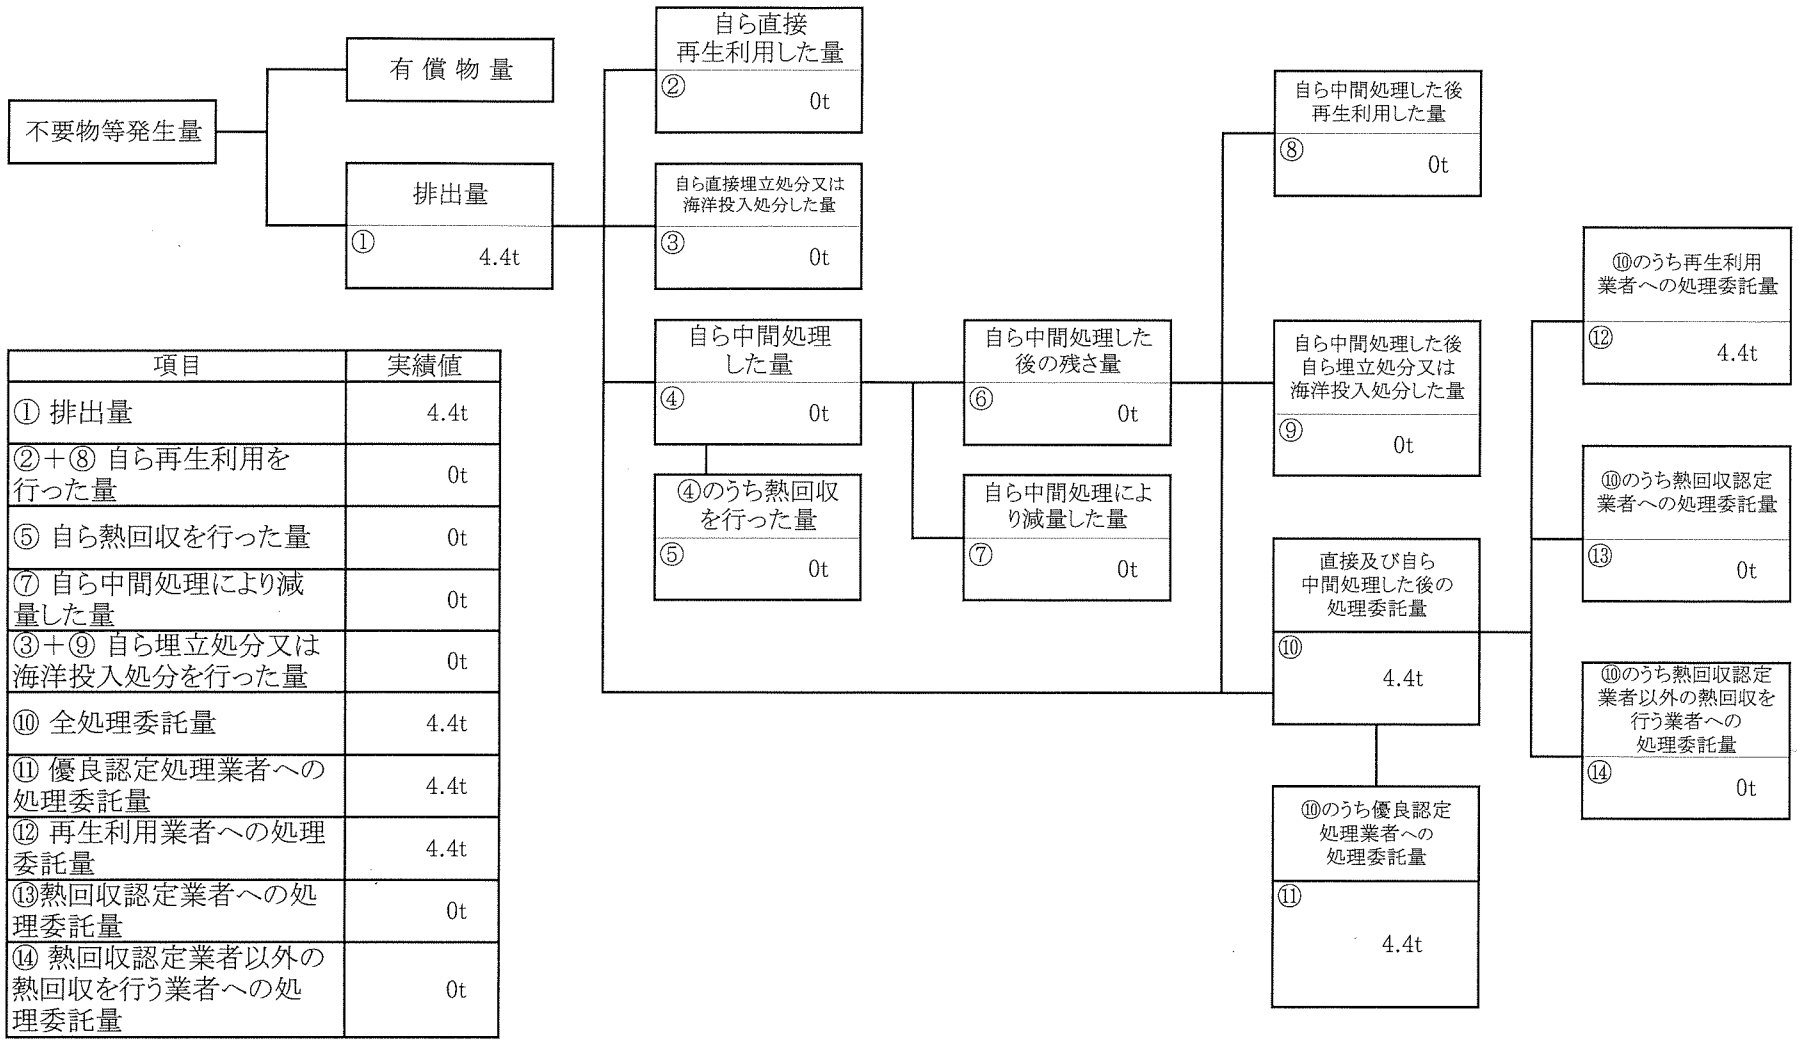 不要物等発生量
有償物量
排出量
①
4.4t
自ら直接
再生利用した量
②
0t
自ら直接埋立処分又は
海洋投入処分した量
③
0t
自ら中間処理
した量
④
0t
④のうち熱回収
を行った量
⑤
0t
自ら中間処理した
後の残さ量
⑥
0t
自ら中間処理によ
り減量した量
⑦
0t
自ら中間処理した後
再生利用した量
⑧
0t
自ら中間処理した後
自ら埋立処分又は
海洋投入処分した量
⑨
0t
直接及び自ら
中間処理した後の
処理委託量
⑩
4.4t
⑩のうち優良認定
処理業者への
処理委託量
⑪
4.4t
⑩のうち再生利用
業者への処理委託量
⑫
4.4t
⑩のうち熱回収認定
業者への処理委託量
⑬
0t
⑩のうち熱回収認定
業者以外の熱回収を
行う業者への
処理委託量
⑭
0t
項目 実績値
① 排出量 4.4t
②+⑧ 自ら再生利用を
行った量 0t
⑤ 自ら熱回収を行った量 0t
⑦ 自ら中間処理により減
量した量 0t
③+⑨ 自ら埋立処分又は
海洋投入処分を行った量 0t
⑩ 全処理委託量 4.4t
⑪ 優良認定処理業者への
処理委託量 4.4t
⑫ 再生利用業者への処理
委託量 4.4t
⑬熱回収認定業者への処
理委託量 0t
⑭ 熱回収認定業者以外の
熱回収を行う業者への処
理委託量 0t